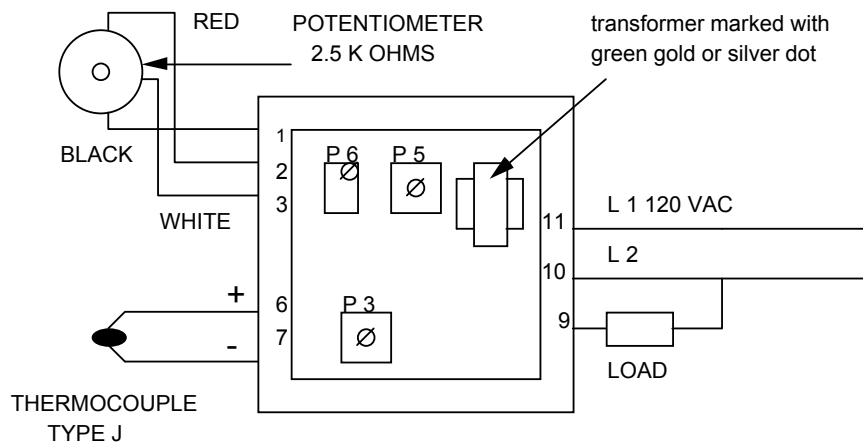 RED
POTENTIOMETER
2.5 K OHMS
transformer marked with
green gold or silver dot
BLACK
WHITE
1
2
3
P 6
P 5
11
L 1 120 VAC
10
L 2
+
6
-
7
P 3
9
LOAD
THERMOCOUPLE
TYPE J